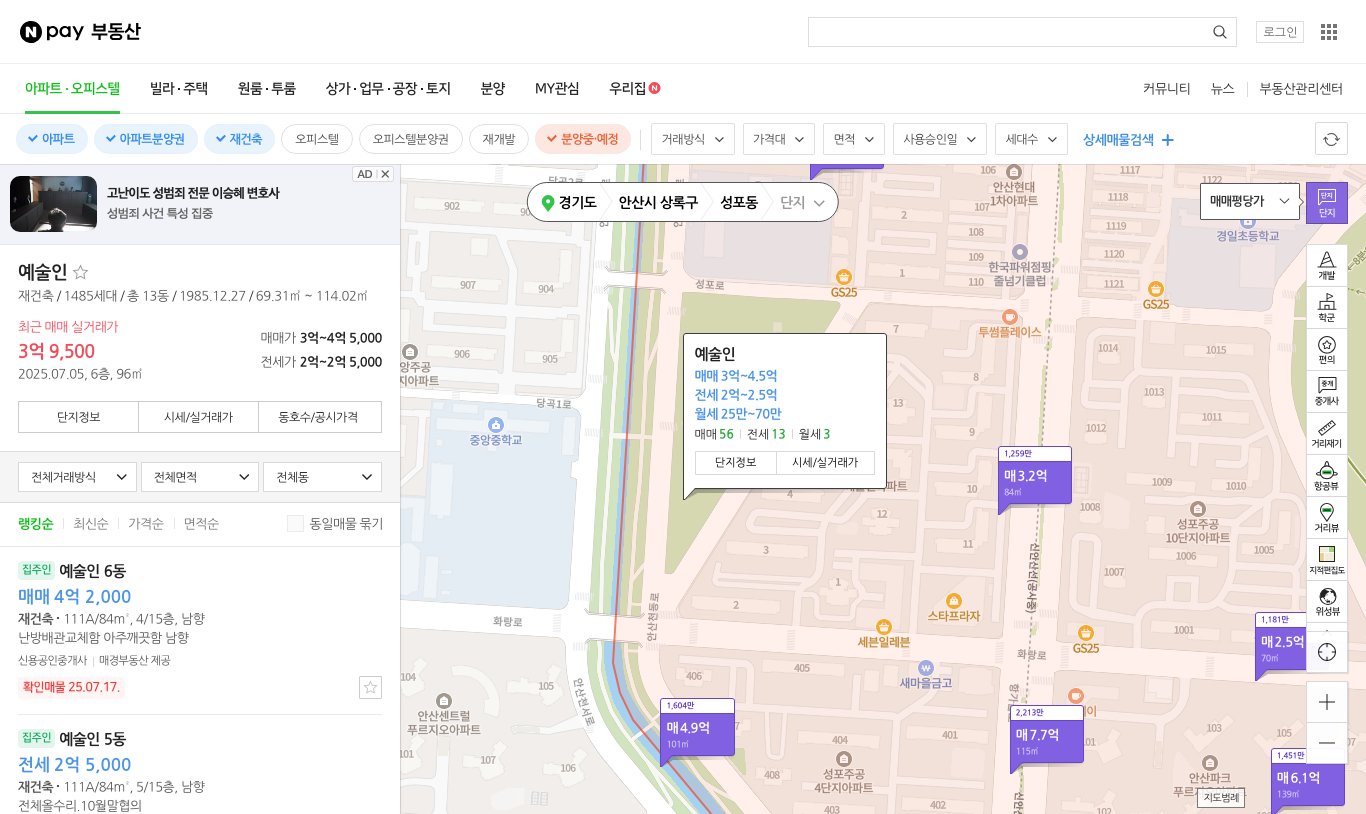 N pay 부동산
로그인
아파트·오피스텔
빌라·주택
원룸·투룸
상가·업무·공장·토지
분양
MY관심
우리집 N
커뮤니티
뉴스
부동산관리센터
아파트
아파트분양권
재건축
오피스텔
오피스텔분양권
재개발
분양중·예정
거래방식
가격대
면적
사용승인일
세대수
상세매물검색
AD
고난이도 성범죄 전문 이승혜 변호사
성범죄 사건 특성 집중
예술인
재건축 / 1485세대 / 총 13동 / 1985.12.27 / 69.31㎡ ~ 114.02㎡
최근 매매 실거래가
3억 9,500
2025.07.05, 6층, 96㎡
매매가 3억~4억 5,000
전세가 2억~2억 5,000
단지정보
시세/실거래가
동호수/공시가격
전체거래방식
전체면적
전체동
랭킹순
최신순
가격순
면적순
동일매물 묶기
집주인 예술인 6동
매매 4억 2,000
재건축 · 111A/84m², 4/15층, 남향
난방배관교체함 아주깨끗함 남향
신용공인중개사 | 매경부동산 제공
확인매물 25.07.17.
집주인 예술인 5동
전세 2억 5,000
재건축 · 111A/84m², 5/15층, 남향
전체올수리.10월말협의
경기도
안산시 상록구
성포동
단지
매매평당가
단지
단지
개발
학군
편의
중개
중개사
거리재기
항공뷰
거리뷰
지적편집도
위성뷰
지도범례
예술인
매매 3억~4.5억
전세 2억~2.5억
월세 25만~70만
매매 56 | 전세 13 | 월세 3
단지정보
시세/실거래가
1,259만
매3.2억
84㎡
1,181만
매2.5억
70㎡
1,604만
매4.9억
101㎡
2,213만
매7.7억
115㎡
1,451만
매6.1억
139㎡
902
901
907
904
906
905
당곡1로
중앙중학교
화랑로
104
105
안산센트럴
푸르지오아파트
101
107
106
안산천서로
안산천동로
성포로
GS25
111
110
1
109
108
106
안산현대
1차아파트
한국파워점핑
줄넘기클럽
투썸플레이스
1118
1119
1120
1117
경일초등학교
GS25
7
1014
1015
1013
1011
1012
1009
1010
1008
성포주공
10단지아파트
1006
1005
1007
1001
4
12
10
11
3
2
스타프라자
세븐일레븐
새마을금고
신안산선(공사중)
화랑로
GS25
406
405
404
401
408
403
402
성포주공
4단지아파트
안산파크